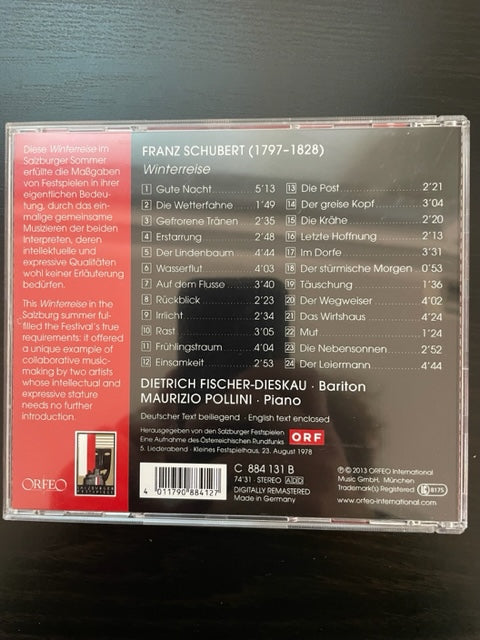 Diese Winterreise im
Salzburger Sommer
erfüllte die Maßgaben
von Festspielen in ihrer
eigentlichen Bedeu-
tung, durch das ein-
malige gemeinsame
Musizieren der beiden
Interpreten, deren
intellektuelle und
expressive Qualitäten
wohl keiner Erläuterung
bedürfen.
This Winterreise in the
Salzburg summer ful-
filled the Festival´s true
requirements: it offered
a unique example of
collaborative music-
making by two artists
whose intellectual and
expressive stature
needs no further
introduction.
ORFEO
SALZBURGER
FRANZ SCHUBERT (1797–1828)
Winterreise
1 Gute Nacht 5'13
2 Die Wetterfahne 1'49
3 Gefrorene Tränen 2'35
4 Erstarrung 2'48
5 Der Lindenbaum 4'44
6 Wasserflut 4'03
7 Auf dem Flusse 3'40
8 Rückblick 2'23
9 Irrlicht 2'34
10 Rast 3'05
11 Frühlingstraum 4'04
12 Einsamkeit 2'53
13 Die Post 2'21
14 Der greise Kopf 3'04
15 Die Krähe 2'20
16 Letzte Hoffnung 2'13
17 Im Dorfe 3'31
18 Der stürmische Morgen 0'53
19 Täuschung 1'36
20 Der Wegweiser 4'02
21 Das Wirtshaus 4'24
22 Mut 1'24
23 Die Nebensonnen 2'52
24 Der Leiermann 4'44
DIETRICH FISCHER-DIESKAU · Bariton
MAURIZIO POLLINI · Piano
Deutscher Text beiliegend · English text enclosed
Herausgegeben von den Salzburger Festspielen
Eine Aufnahme des Österreichischen Rundfunks
5. Liederabend · Kleines Festspielhaus, 23. August 1978
ORF
4 011790 884127
C 884 131 B
74'31 · STEREO ADD
DIGITALLY REMASTERED
Made in Germany
℗ © 2013 ORFEO International
Music GmbH, München
Trademark(s) Registered LC 8175
www.orfeo-international.com